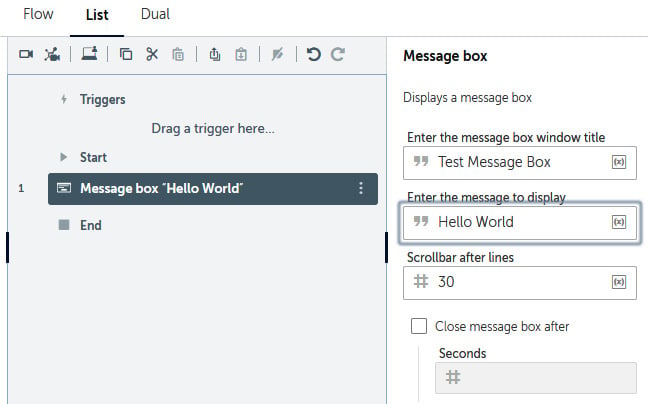 Flow List Dual
Triggers
Drag a trigger here...
Start
1 Message box “Hello World”
End
Message box
Displays a message box
Enter the message box window title
Test Message Box (x)
Enter the message to display
Hello World (x)
Scrollbar after lines
# 30 (x)
Close message box after
Seconds
#